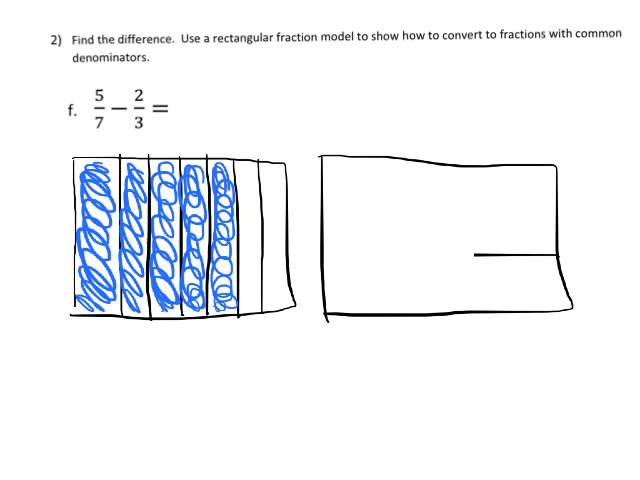 2) Find the difference. Use a rectangular fraction model to show how to convert to fractions with common
denominators.
f. 5/7 − 2/3 =